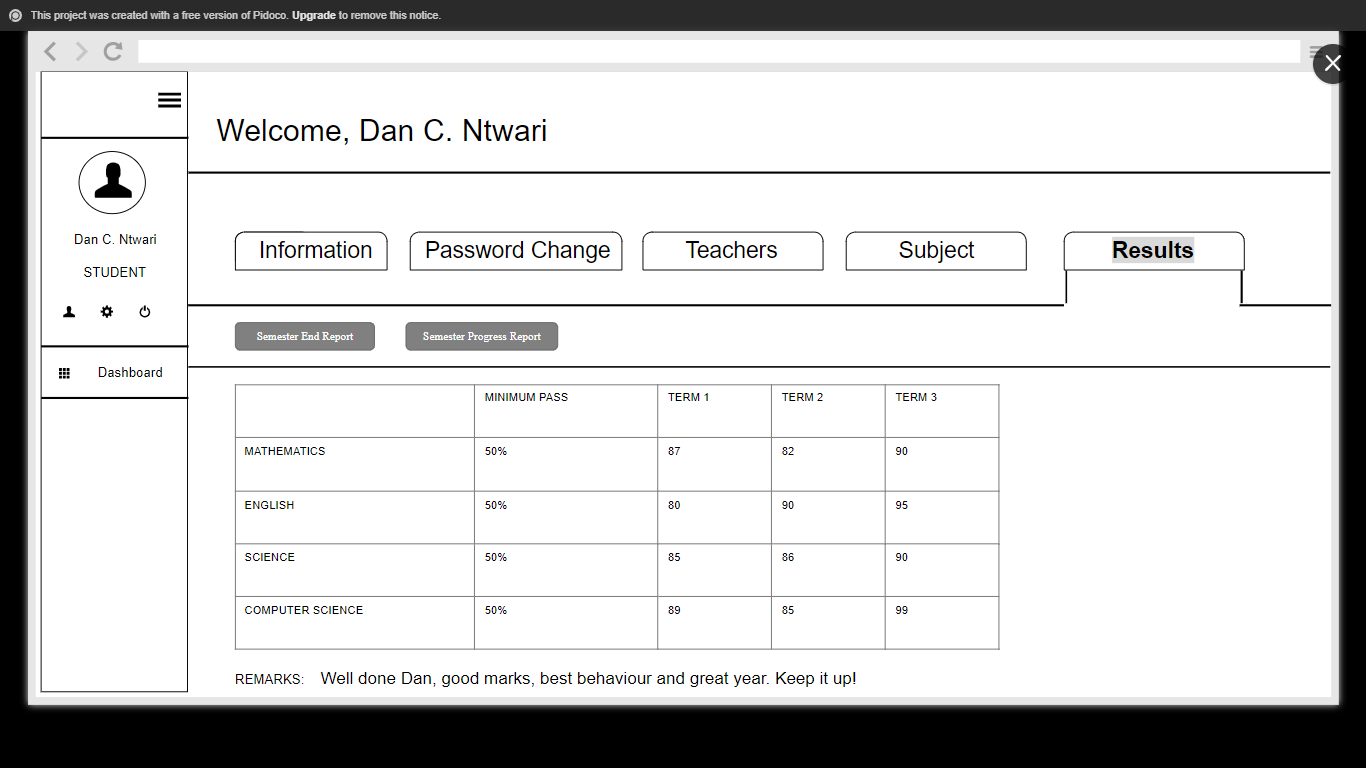 This project was created with a free version of Pidoco. Upgrade to remove this notice.
Welcome, Dan C. Ntwari
Dan C. Ntwari
STUDENT
Dashboard
Information Password Change Teachers Subject Results
Semester End Report Semester Progress Report
MINIMUM PASS TERM 1 TERM 2 TERM 3
MATHEMATICS 50% 87 82 90
ENGLISH 50% 80 90 95
SCIENCE 50% 85 86 90
COMPUTER SCIENCE 50% 89 85 99
REMARKS: Well done Dan, good marks, best behaviour and great year. Keep it up!